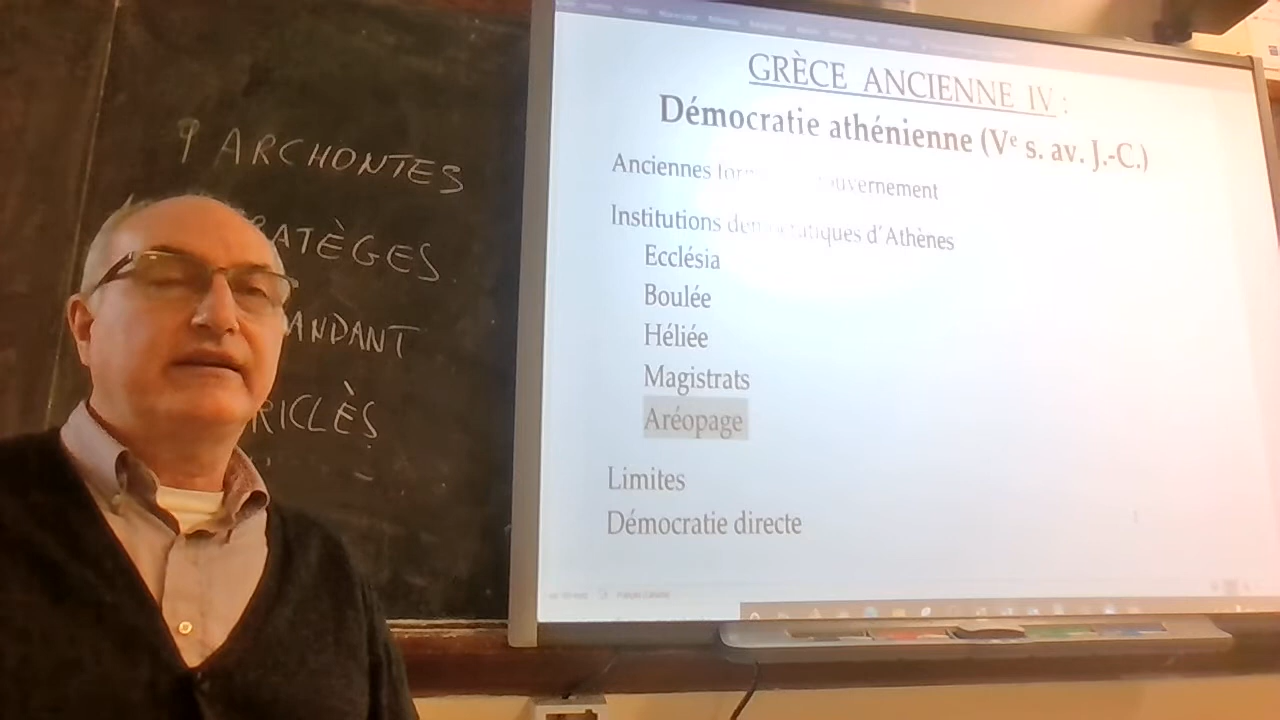 9 ARCHONTES
ATÈGES
ANDANT
RICLÈS
GRÈCE ANCIENNE IV :
Démocratie athénienne (Vᵉ s. av. J.-C.)
Anciennes uvernement
Institutions d'Athènes
Ecclésia
Boulée
Héliée
Magistrats
Aréopage
Limites
Démocratie directe